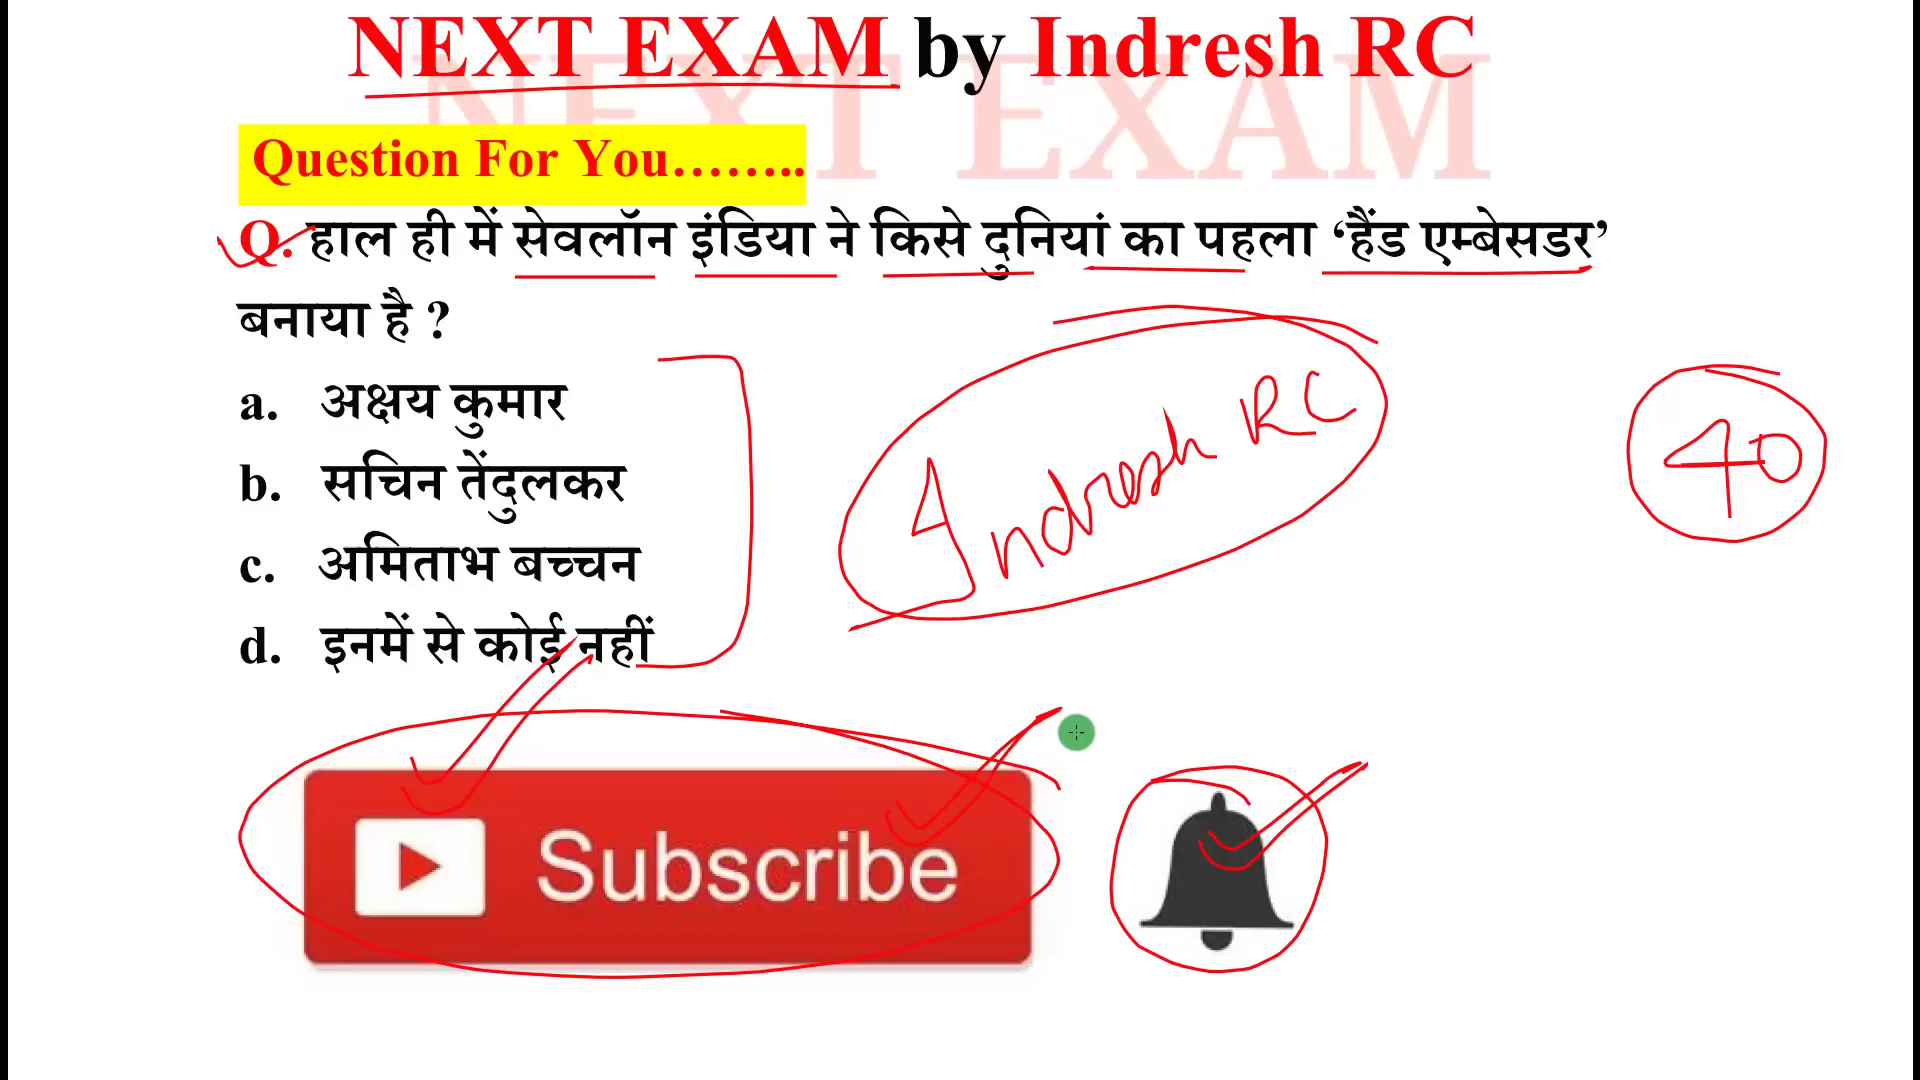 NEXT EXAM by Indresh RC
NEXT EXAM
Question For You……..
Q. हाल ही में सेवलॉन इंडिया ने किसे दुनियां का पहला ‘हैंड एम्बेसडर’
बनाया है ?
a. अक्षय कुमार
b. सचिन तेंदुलकर
c. अमिताभ बच्चन
d. इनमें से कोई नहीं
Indresh RC
40
Subscribe